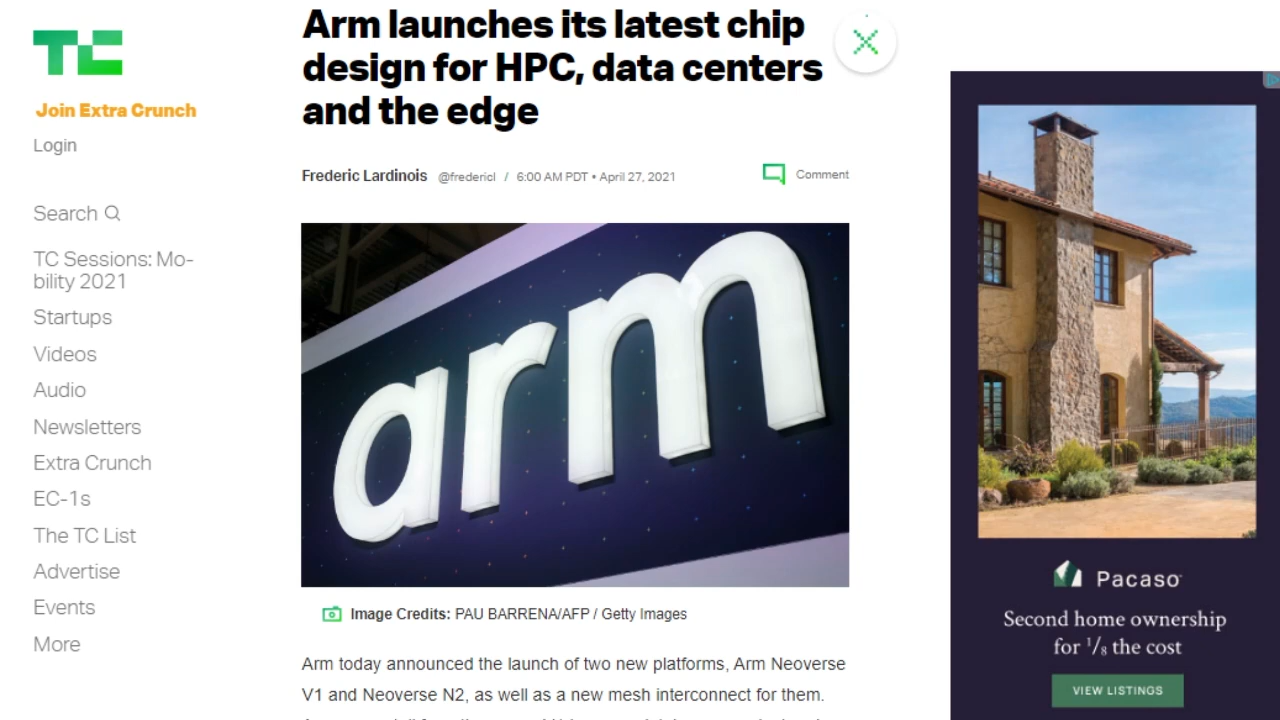 TC
Join Extra Crunch
Login
Search
TC Sessions: Mo-
bility 2021
Startups
Videos
Audio
Newsletters
Extra Crunch
EC-1s
The TC List
Advertise
Events
More
Arm launches its latest chip
design for HPC, data centers
and the edge
Frederic Lardinois @fredericl / 6:00 AM PDT • April 27, 2021
Comment
arm
Image Credits: PAU BARRENA/AFP / Getty Images
Arm today announced the launch of two new platforms, Arm Neoverse
V1 and Neoverse N2, as well as a new mesh interconnect for them.
Pacaso
Second home ownership
for 1/8 the cost
VIEW LISTINGS